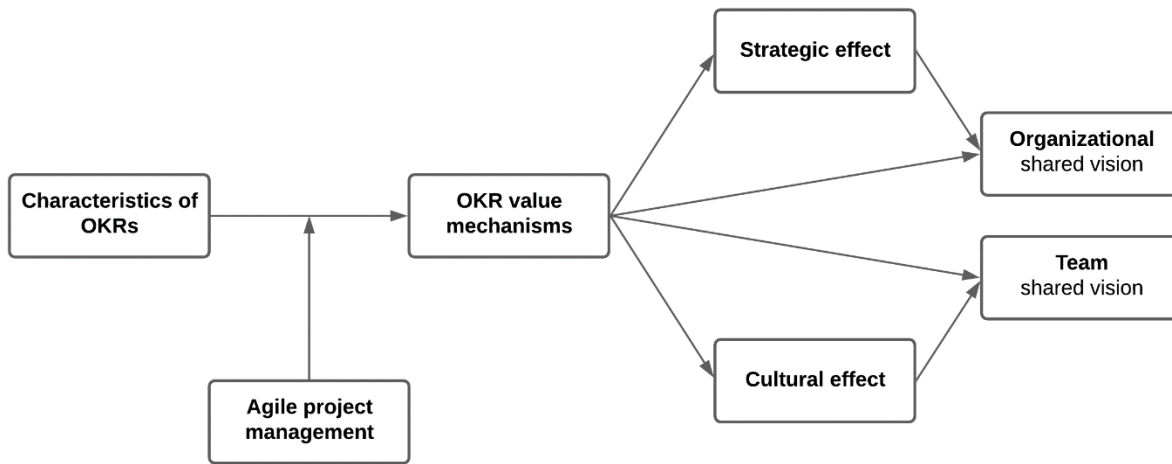 Strategic effect
Organizational
shared vision
Characteristics of
OKRs
OKR value
mechanisms
Team
shared vision
Cultural effect
Agile project
management